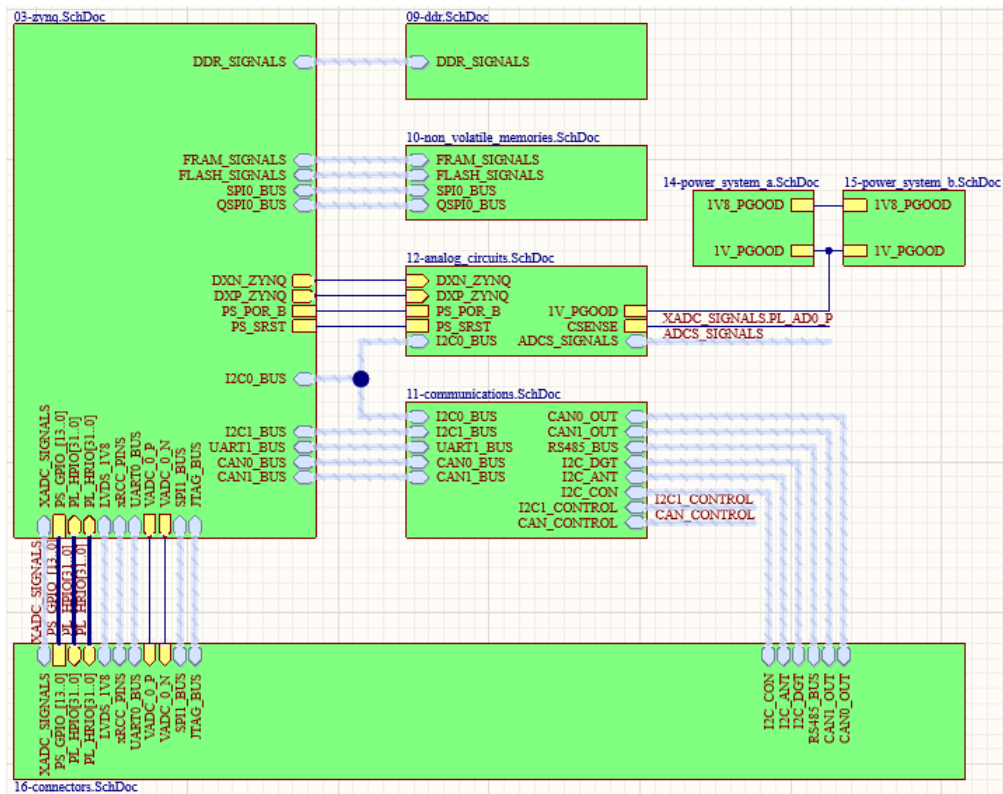 03-zynq.SchDoc
DDR_SIGNALS
FRAM_SIGNALS
FLASH_SIGNALS
SPI0_BUS
QSPI0_BUS
DXN_ZYNQ
DXP_ZYNQ
PS_POR_B
PS_SRST
I2C0_BUS
I2C1_BUS
UART1_BUS
CAN0_BUS
CAN1_BUS
XADC_SIGNALS
PS_GPIO_[13..0]
PL_HPIO[31..0]
PL_HRIO[31..0]
LVDS_1V8
xRCC_PINS
UART0_BUS
VADC_0_P
VADC_0_N
SPI1_BUS
JTAG_BUS
09-ddr.SchDoc
DDR_SIGNALS
10-non_volatile_memories.SchDoc
FRAM_SIGNALS
FLASH_SIGNALS
SPI0_BUS
QSPI0_BUS
14-power_system_a.SchDoc
1V8_PGOOD
1V_PGOOD
15-power_system_b.SchDoc
1V8_PGOOD
1V_PGOOD
12-analog_circuits.SchDoc
DXN_ZYNQ
DXP_ZYNQ
PS_POR_B
PS_SRST
I2C0_BUS
1V_PGOOD
CSENSE
ADCS_SIGNALS
XADC_SIGNALS.PL_AD0_P
ADCS_SIGNALS
11-communications.SchDoc
I2C0_BUS
I2C1_BUS
UART1_BUS
CAN0_BUS
CAN1_BUS
CAN0_OUT
CAN1_OUT
RS485_BUS
I2C_DGT
I2C_ANT
I2C_CON
I2C1_CONTROL
CAN_CONTROL
I2C1_CONTROL
CAN_CONTROL
XADC_SIGNALS
PS_GPIO_[13..0]
PL_HPIO[31..0]
PL_HRIO[31..0]
XADC_SIGNALS
PS_GPIO_[13..0]
PL_HPIO[31..0]
PL_HRIO[31..0]
LVDS_1V8
xRCC_PINS
UART0_BUS
VADC_0_P
VADC_0_N
SPI1_BUS
JTAG_BUS
I2C_CON
I2C_ANT
I2C_DGT
RS485_BUS
CAN1_OUT
CAN0_OUT
16-connectors.SchDoc